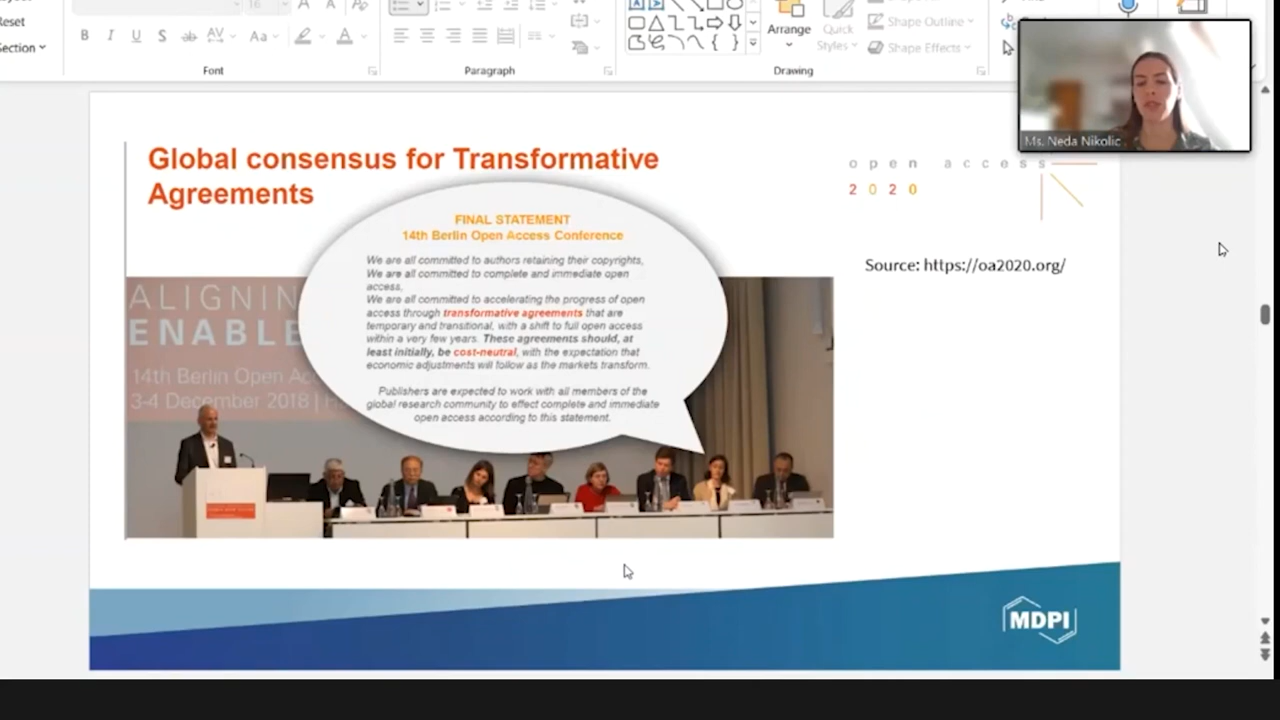 Reset
Section
16
B I U S ab AV Aa A
Font
Paragraph
Arrange
Quick
Styles
Shape Outline
Shape Effects
Drawing
Ms. Neda Nikolic
Global consensus for Transformative
Agreements
open access
2020
Source: https://oa2020.org/
FINAL STATEMENT
14th Berlin Open Access Conference
We are all committed to authors retaining their copyrights,
We are all committed to complete and immediate open
access,
We are all committed to accelerating the progress of open
access through transformative agreements that are
temporary and transitional, with a shift to full open access
within a very few years. These agreements should, at
least initially, be cost-neutral, with the expectation that
economic adjustments will follow as the markets transform.
Publishers are expected to work with all members of the
global research community to effect complete and immediate
open access according to this statement.
ALIGNIN
ENABLE
14th Berlin Open Ac
3-4 December 2018 |
MDPI